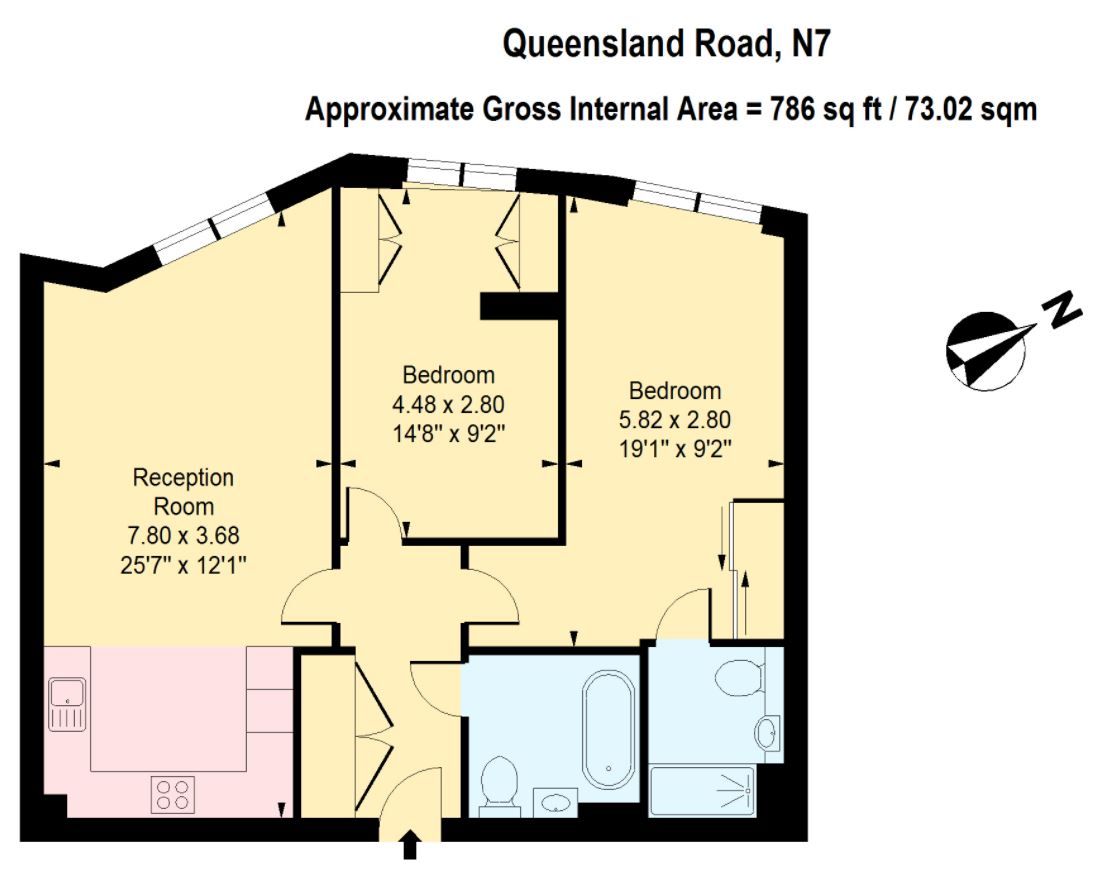 Queensland Road, N7
Approximate Gross Internal Area = 786 sq ft / 73.02 sqm
N
Bedroom
4.48 x 2.80
14'8" x 9'2"
Bedroom
5.82 x 2.80
19'1" x 9'2"
Reception
Room
7.80 x 3.68
25'7" x 12'1"